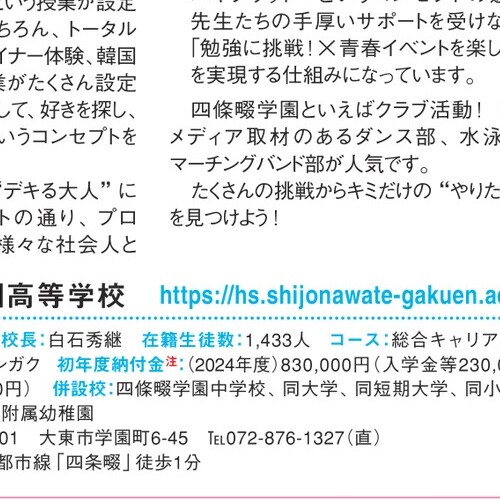 という授業が設定
ちろん、トータル
イナー体験、韓国
業がたくさん設定
して、好きを探し、
いうコンセプトを
“デキる大人”に
トの通り、プロ
様々な社会人と
先生たちの手厚いサポートを受けな
「勉強に挑戦!×青春イベントを楽し
を実現する仕組みになっています。
四條畷学園といえばクラブ活動!
メディア取材のあるダンス部、水泳
マーチングバンド部が人気です。
たくさんの挑戦からキミだけの“やりた
を見つけよう!
高等学校 https://hs.shijonawate-gakuen.a
校長:白石秀継 在籍生徒数:1,433人 コース:総合キャリア
ンガク 初年度納付金注:(2024年度)830,000円(入学金等230,0
0円) 併設校:四條畷学園中学校、同大学、同短期大学、同小
附属幼稚園
01 大東市学園町6-45 ℡072-876-1327(直)
都市線「四条畷」徒歩1分